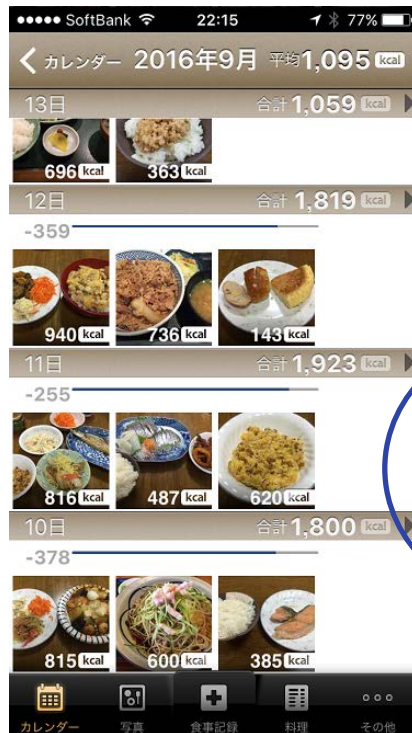 SoftBank 22:15 77%
カレンダー 2016年9月 平均1,095 kcal
13日 合計 1,059 kcal
696 kcal 363 kcal
12日 合計 1,819 kcal
-359
940 kcal 736 kcal 143 kcal
11日 合計 1,923 kcal
-255
816 kcal 487 kcal 620 kcal
10日 合計 1,800 kcal
-378
815 kcal 600 kcal 385 kcal
カレンダー 写真 食事記録 料理 その他